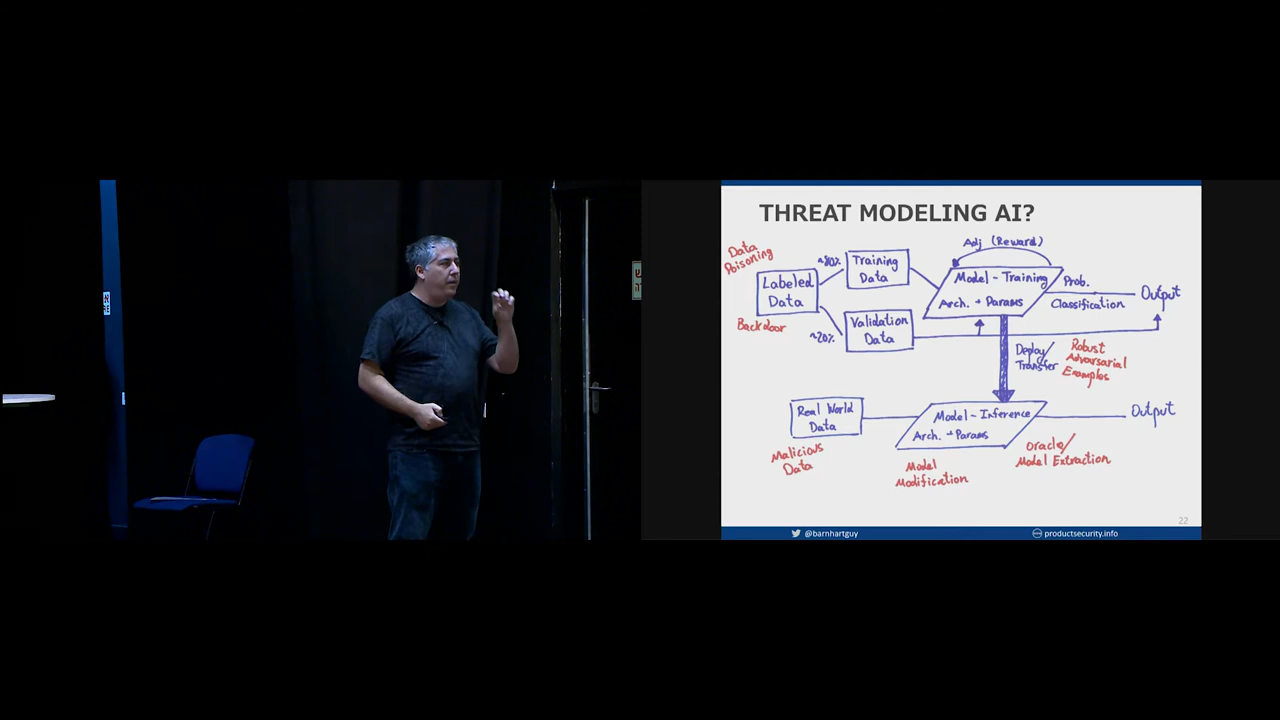 THREAT MODELING AI?
Data
Poisoning
Labeled
Data
Backdoor
~80%
Training
Data
~20%
Validation
Data
Adj (Reward)
Model - Training
Arch. + Params
Prob.
Classification
Output
Deploy/
Transfer
Robust
Adversarial
Examples
Real World
Data
Malicious
Data
Model - Inference
Arch. + Params
Model
Modification
Output
Oracle/
Model Extraction
22
@barnhartguy
productsecurity.info